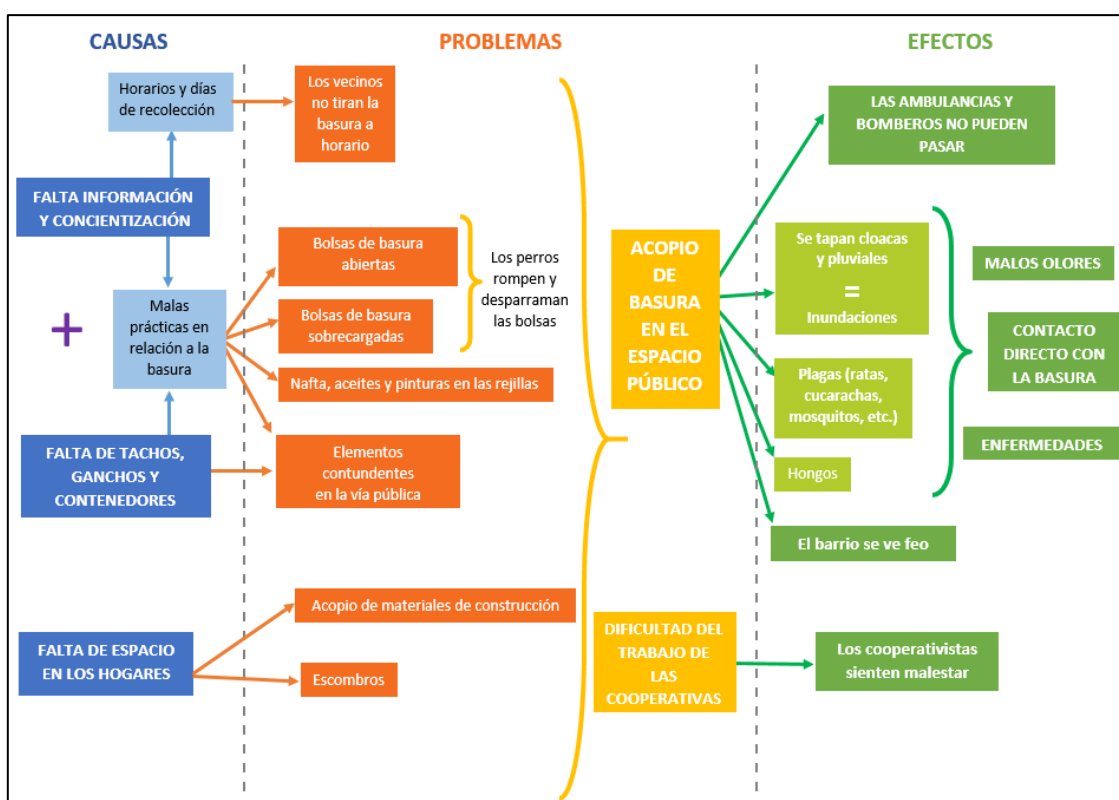 CAUSAS
PROBLEMAS
EFECTOS
Horarios y días
de recolección
FALTA INFORMACIÓN
Y CONCIENTIZACIÓN
+
Malas
prácticas en
relación a la
basura
FALTA DE TACHOS,
GANCHOS Y
CONTENEDORES
FALTA DE ESPACIO
EN LOS HOGARES
Los vecinos
no tiran la
basura a
horario
Bolsas de basura
abiertas
Bolsas de basura
sobrecargadas
Los perros
rompen y
desparraman
las bolsas
Nafta, aceites y pinturas en las rejillas
Elementos
contundentes
en la vía pública
Acopio de materiales de construcción
Escombros
ACOPIO
DE
BASURA
EN EL
ESPACIO
PÚBLICO
DIFICULTAD DEL
TRABAJO DE
LAS
COOPERATIVAS
LAS AMBULANCIAS Y
BOMBEROS NO PUEDEN
PASAR
Se tapan cloacas
y pluviales
=
Inundaciones
Plagas (ratas,
cucarachas,
mosquitos, etc.)
Hongos
El barrio se ve feo
MALOS OLORES
CONTACTO
DIRECTO CON
LA BASURA
ENFERMEDADES
Los cooperativistas
sienten malestar